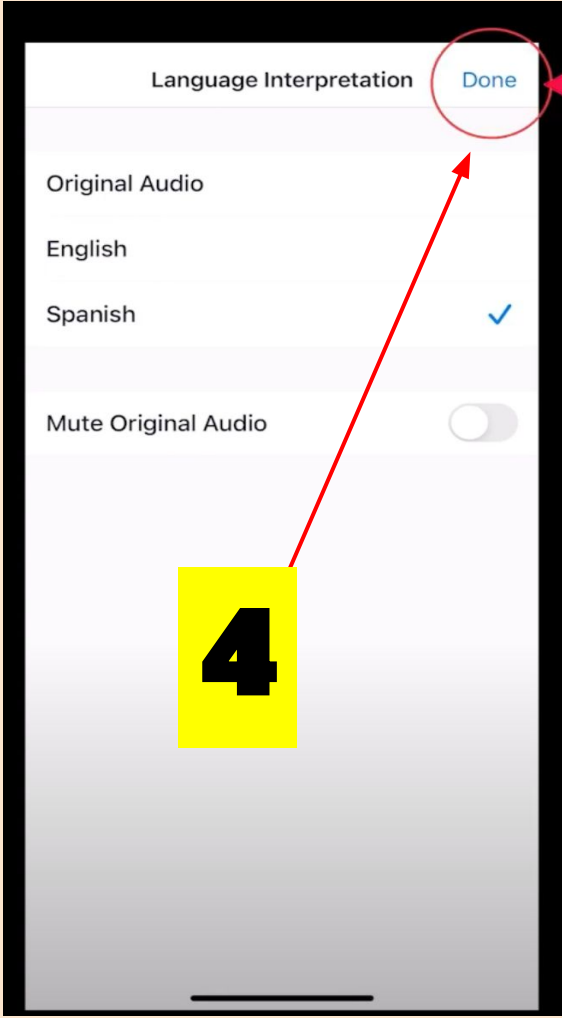 Language Interpretation Done
Original Audio
English
Spanish
Mute Original Audio
4